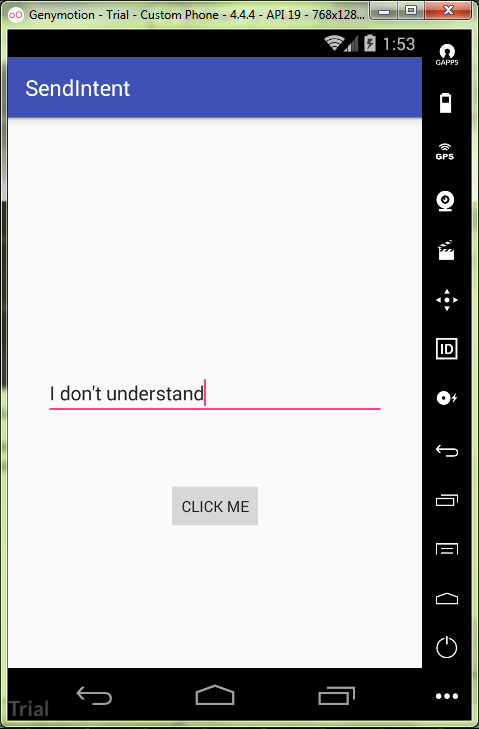 Genymotion - Trial - Custom Phone - 4.4.4 - API 19 - 768x128...
1:53
GAPPS
SendIntent
GPS
ID
I don't understand
CLICK ME
Trial